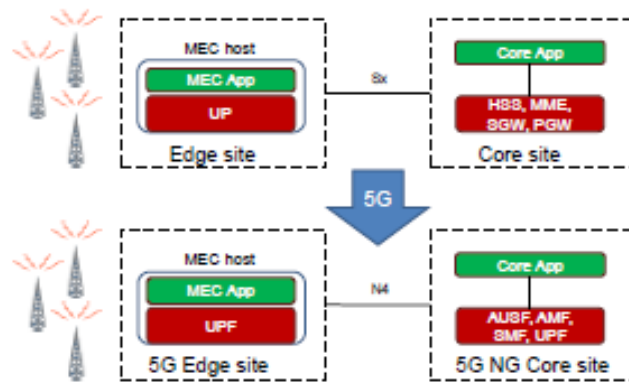 MEC host
MEC App
UP
Edge site
Sx
Core App
HSS, MME,
SGW, PGW
Core site
5G
MEC host
MEC App
UPF
5G Edge site
N4
Core App
AUSF, AMF,
SMF, UPF
5G NG Core site